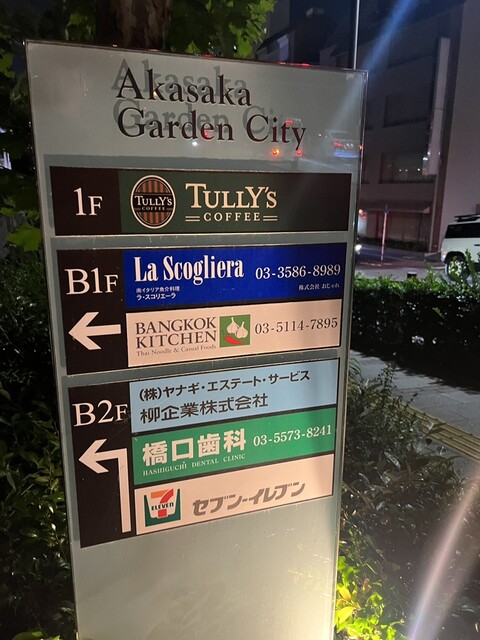 Akasaka
Garden City
1F
TULLY'S
COFFEE
TULLY'S
COFFEE
B1F
La Scogliera
03-3586-8989
南イタリア魚介料理
ラ・スコリエーラ
株式会社 おしゃれ
BANGKOK
KITCHEN
03-5114-7895
Thai Noodle & Casual Foods
B2F
(株)ヤナギ・エステート・サービス
柳企業株式会社
橋口歯科 03-5573-8241
HASHIGUCHI DENTAL CLINIC
7
ELEVEN
セブン-イレブン